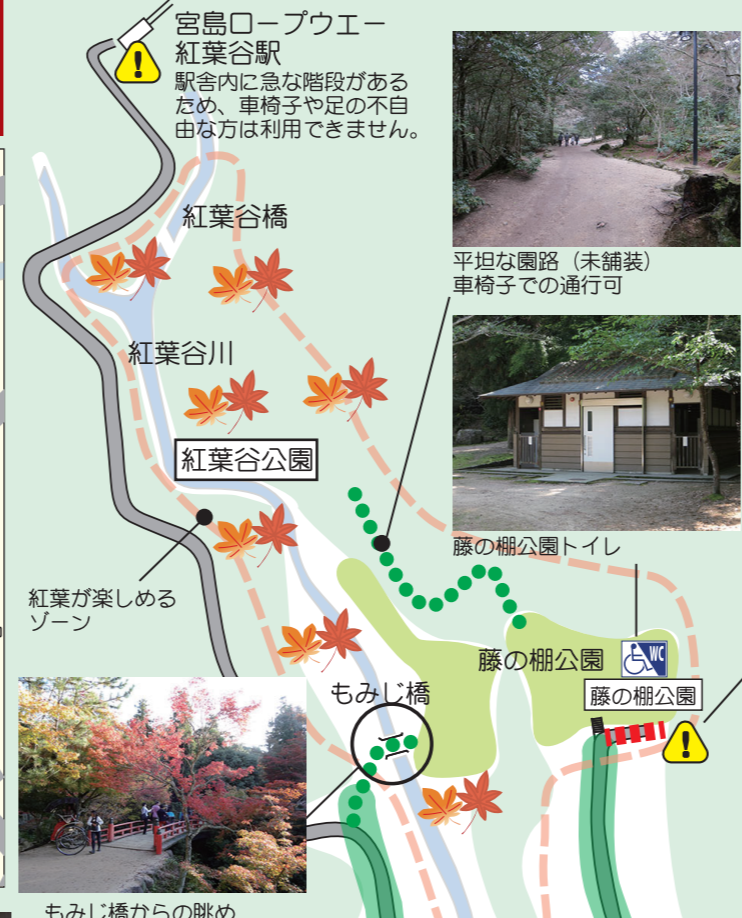 宮島ロープウエー
紅葉谷駅
駅舎内に急な階段がある
ため、車椅子や足の不自
由な方は利用できません。
紅葉谷橋
平坦な園路（未舗装）
車椅子での通行可
紅葉谷川
紅葉谷公園
藤の棚公園トイレ
紅葉が楽しめる
ゾーン
藤の棚公園
WC
藤の棚公園
もみじ橋
もみじ橋からの眺め